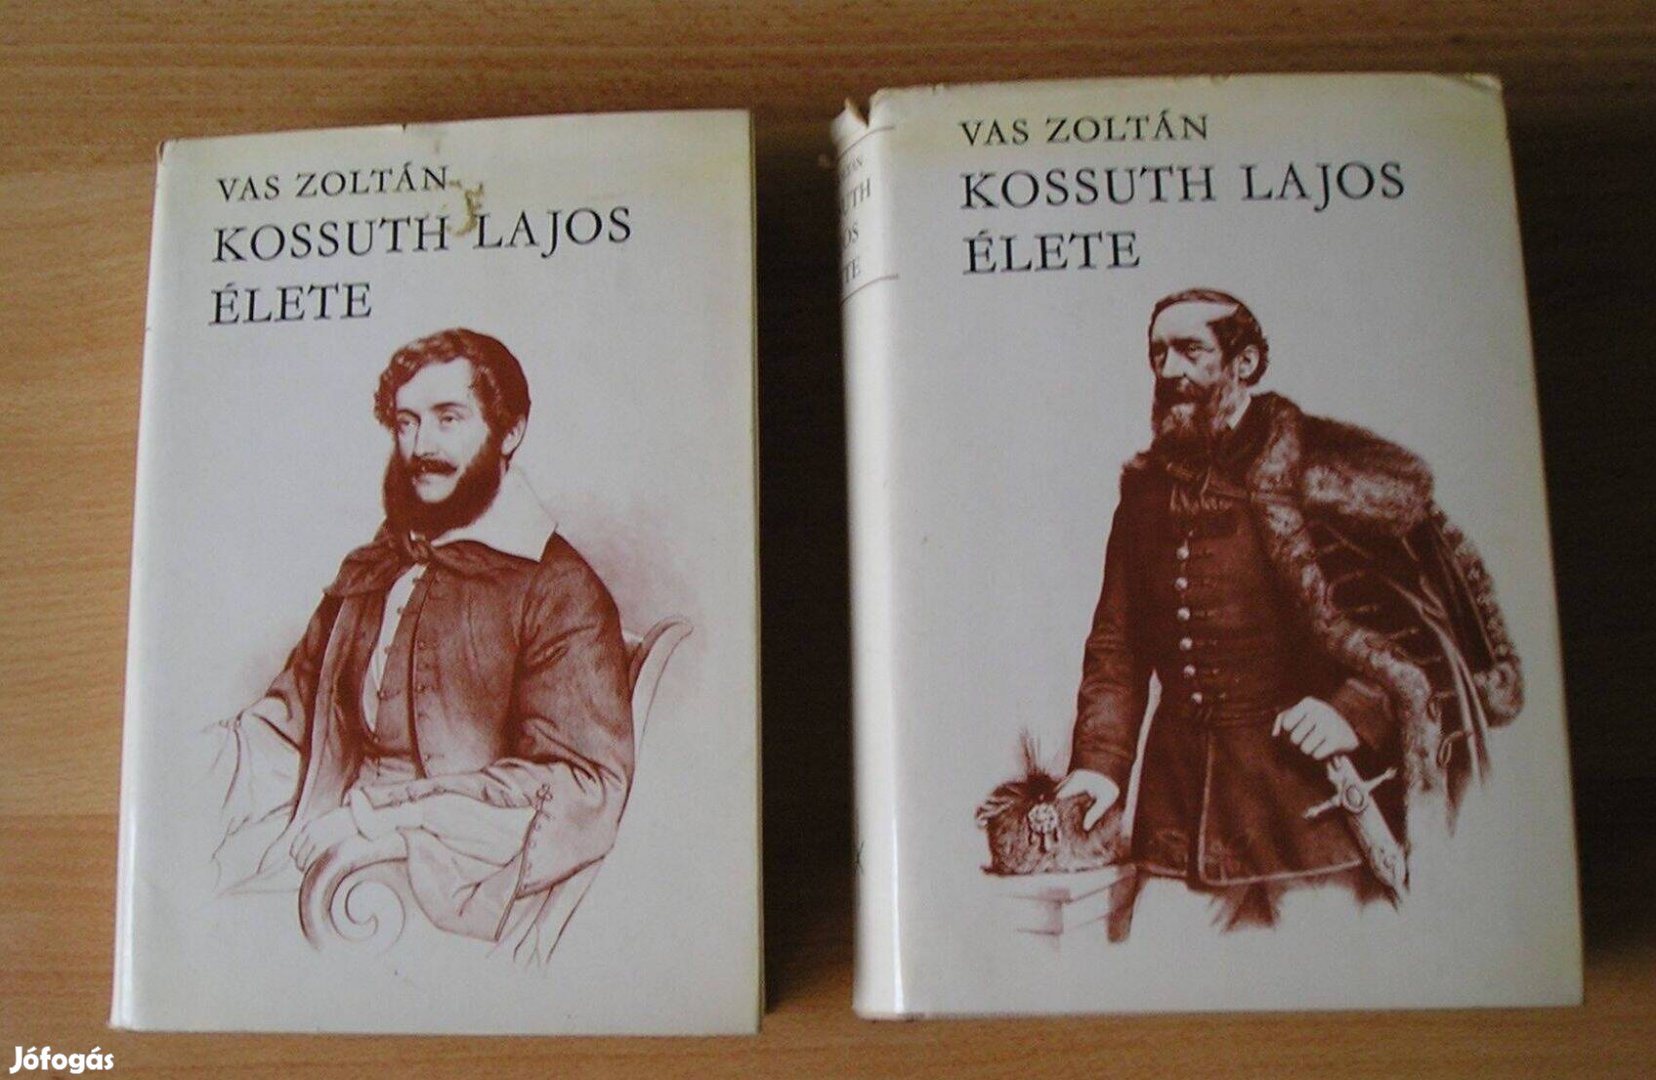 VAS ZOLTÁN
KOSSUTH LAJOS
ÉLETE
VAS ZOLTÁN
KOSSUTH LAJOS
ÉLETE
Jófogás